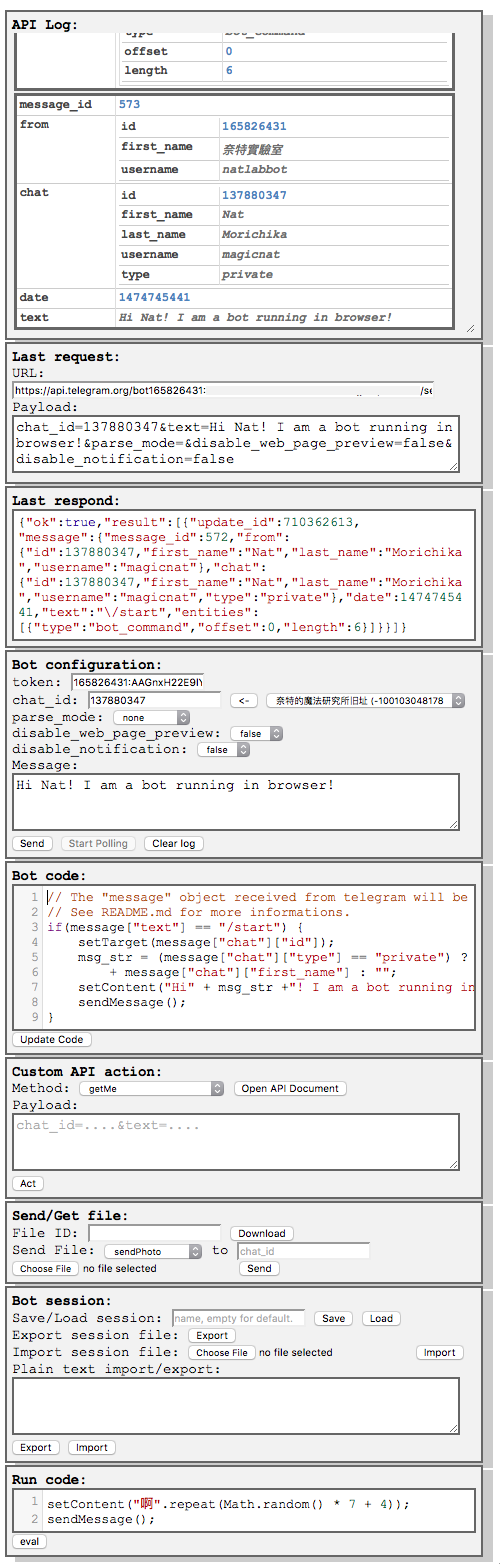 API Log:
type bot_command
offset 0
length 6
message_id 573
from id 165826431
first_name 奈特實驗室
username natlabbot
chat id 137880347
first_name Nat
last_name Morichika
username magicnat
type private
date 1474745441
text Hi Nat! I am a bot running in browser!
Last request:
URL:
https://api.telegram.org/bot165826431: /se
Payload:
chat_id=137880347&text=Hi Nat! I am a bot running in
browser!&parse_mode=&disable_web_page_preview=false&
disable_notification=false
Last respond:
{"ok":true,"result":[{"update_id":710362613,
"message":{"message_id":572,"from":
{"id":137880347,"first_name":"Nat","last_name":"Morichika
","username":"magicnat"},"chat":
{"id":137880347,"first_name":"Nat","last_name":"Morichika
","username":"magicnat","type":"private"},"date":14747454
41,"text":"\/start","entities":
[{"type":"bot_command","offset":0,"length":6}]}}]}
Bot configuration:
token: 165826431:AAGnxH22E9IY
chat_id: 137880347 <- 奈特的魔法研究所旧址 (-100103048178
parse_mode: none
disable_web_page_preview: false
disable_notification: false
Message:
Hi Nat! I am a bot running in browser!
Send Start Polling Clear log
Bot code:
1 // The "message" object received from telegram will be
2 // See README.md for more informations.
3 if(message["text"] == "/start") {
4 setTarget(message["chat"]["id"]);
5 msg_str = (message["chat"]["type"] == "private") ?
6 + message["chat"]["first_name"] : "";
7 setContent("Hi" + msg_str +"! I am a bot running in
8 sendMessage();
9 }
Update Code
Custom API action:
Method: getMe Open API Document
Payload:
chat_id=....&text=....
Act
Send/Get file:
File ID: Download
Send File: sendPhoto to chat_id
Choose File no file selected Send
Bot session:
Save/Load session: name, empty for default. Save Load
Export session file: Export
Import session file: Choose File no file selected Import
Plain text import/export:
Export Import
Run code:
1 setContent("啊".repeat(Math.random() * 7 + 4));
2 sendMessage();
eval